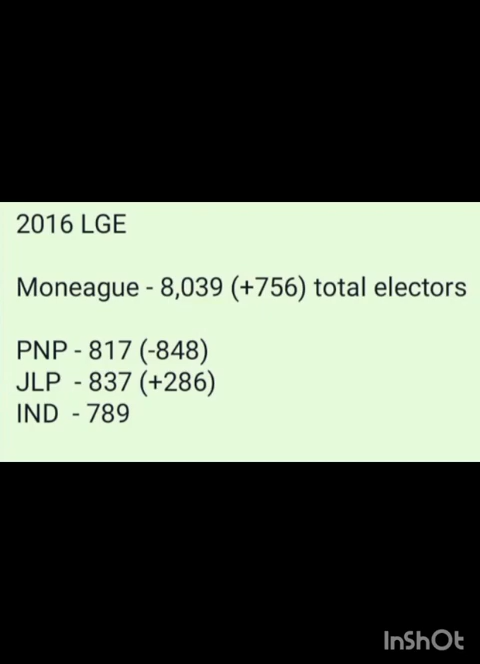 2016 LGE
Moneague - 8,039 (+756) total electors
PNP - 817 (-848)
JLP - 837 (+286)
IND - 789
InShOt